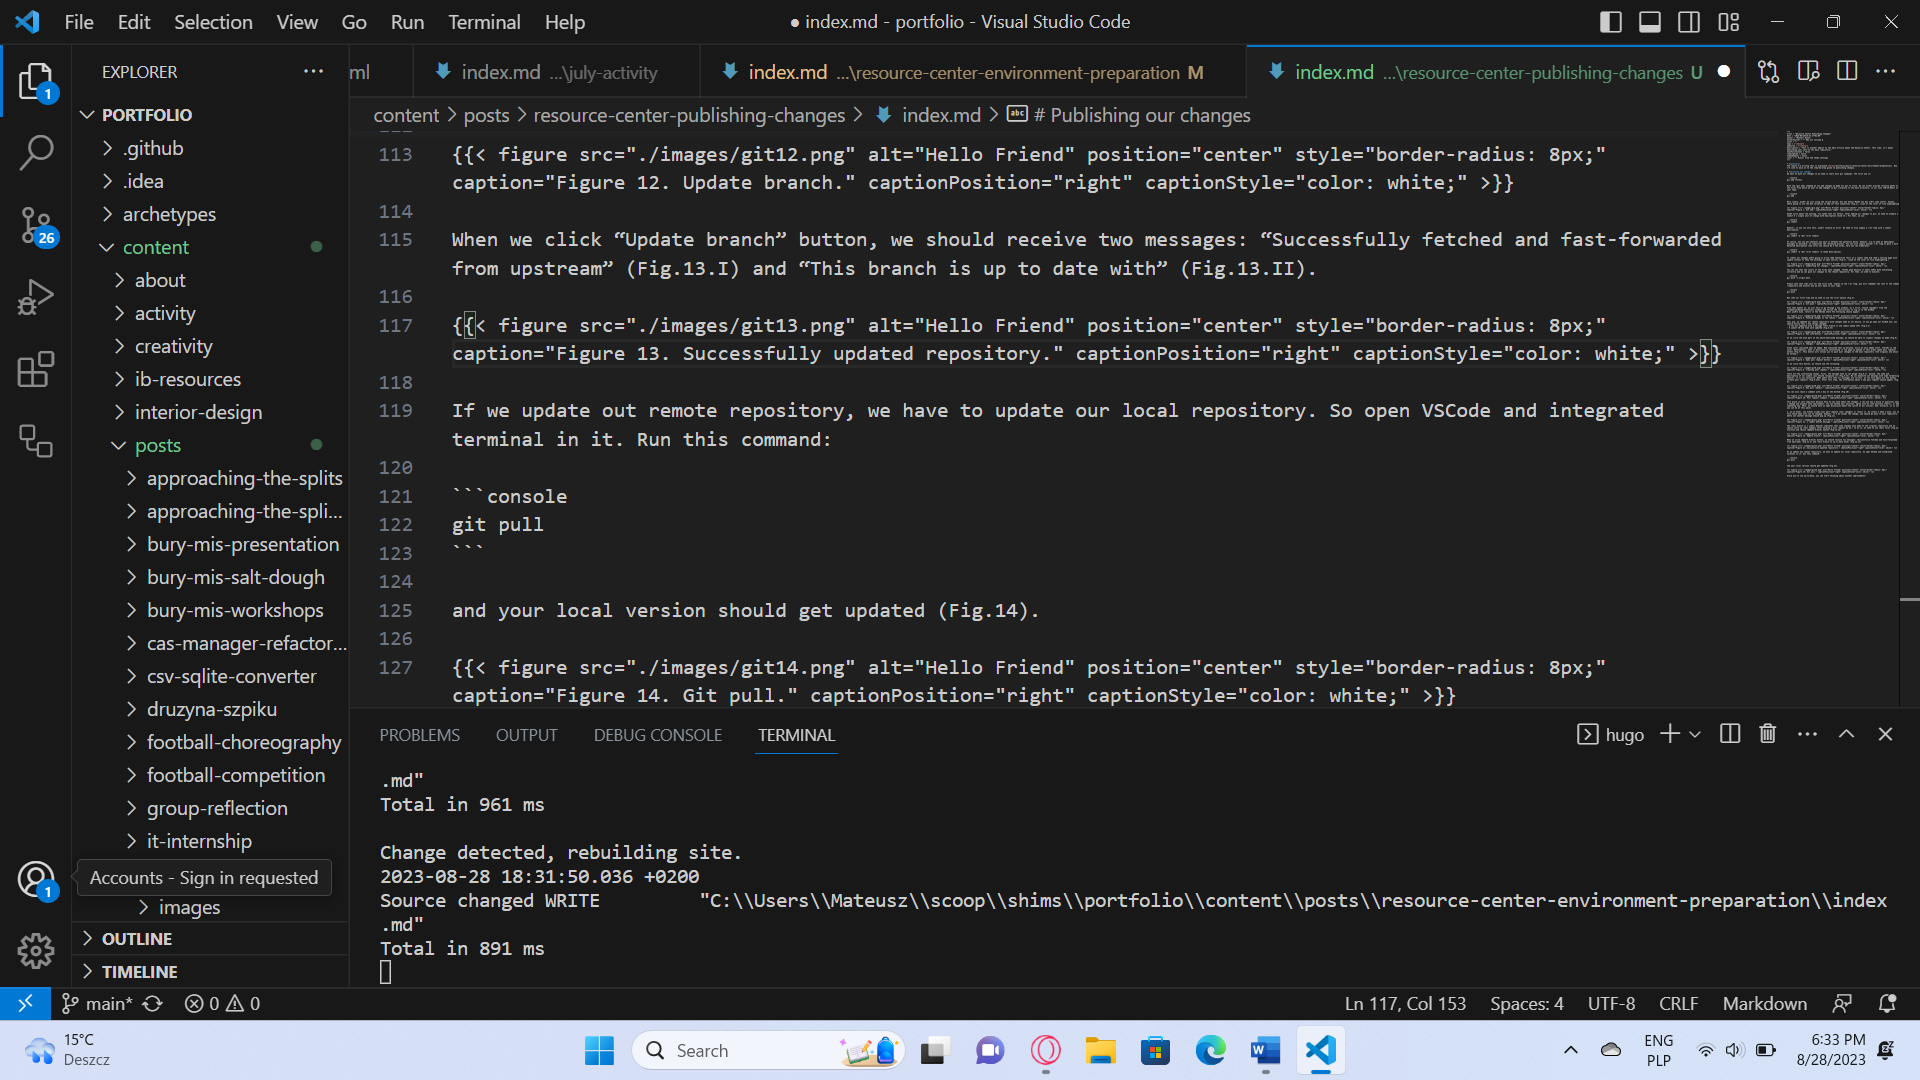 File Edit Selection View Go Run Terminal Help
● index.md - portfolio - Visual Studio Code
EXPLORER
ml
index.md ...\july-activity
index.md ...\resource-center-environment-preparation M
index.md ...\resource-center-publishing-changes U
PORTFOLIO
content > posts > resource-center-publishing-changes > index.md > # Publishing our changes
.github
.idea
archetypes
content
about
activity
creativity
ib-resources
interior-design
posts
approaching-the-splits
approaching-the-spli...
bury-mis-presentation
bury-mis-salt-dough
bury-mis-workshops
cas-manager-refactor...
csv-sqlite-converter
druzyna-szpiku
football-choreography
football-competition
group-reflection
it-internship
Accounts - Sign in requested
images
OUTLINE
TIMELINE
1
26
1
113 {{< figure src="./images/git12.png" alt="Hello Friend" position="center" style="border-radius: 8px;"
caption="Figure 12. Update branch." captionPosition="right" captionStyle="color: white;" >}}
114
115 When we click “Update branch” button, we should receive two messages: “Successfully fetched and fast-forwarded
from upstream” (Fig.13.I) and “This branch is up to date with” (Fig.13.II).
116
117 {{< figure src="./images/git13.png" alt="Hello Friend" position="center" style="border-radius: 8px;"
caption="Figure 13. Successfully updated repository." captionPosition="right" captionStyle="color: white;" >}}
118
119 If we update out remote repository, we have to update our local repository. So open VSCode and integrated
terminal in it. Run this command:
120
121 ```console
122 git pull
123 ```
124
125 and your local version should get updated (Fig.14).
126
127 {{< figure src="./images/git14.png" alt="Hello Friend" position="center" style="border-radius: 8px;"
caption="Figure 14. Git pull." captionPosition="right" captionStyle="color: white;" >}}
PROBLEMS OUTPUT DEBUG CONSOLE TERMINAL
hugo
.md"
Total in 961 ms
Change detected, rebuilding site.
2023-08-28 18:31:50.036 +0200
Source changed WRITE "C:\\Users\\Mateusz\\scoop\\shims\\portfolio\\content\\posts\\resource-center-environment-preparation\\index
.md"
Total in 891 ms
main* 0 0
Ln 117, Col 153 Spaces: 4 UTF-8 CRLF Markdown
15°C
Deszcz
Search
ENG
PLP
6:33 PM
8/28/2023